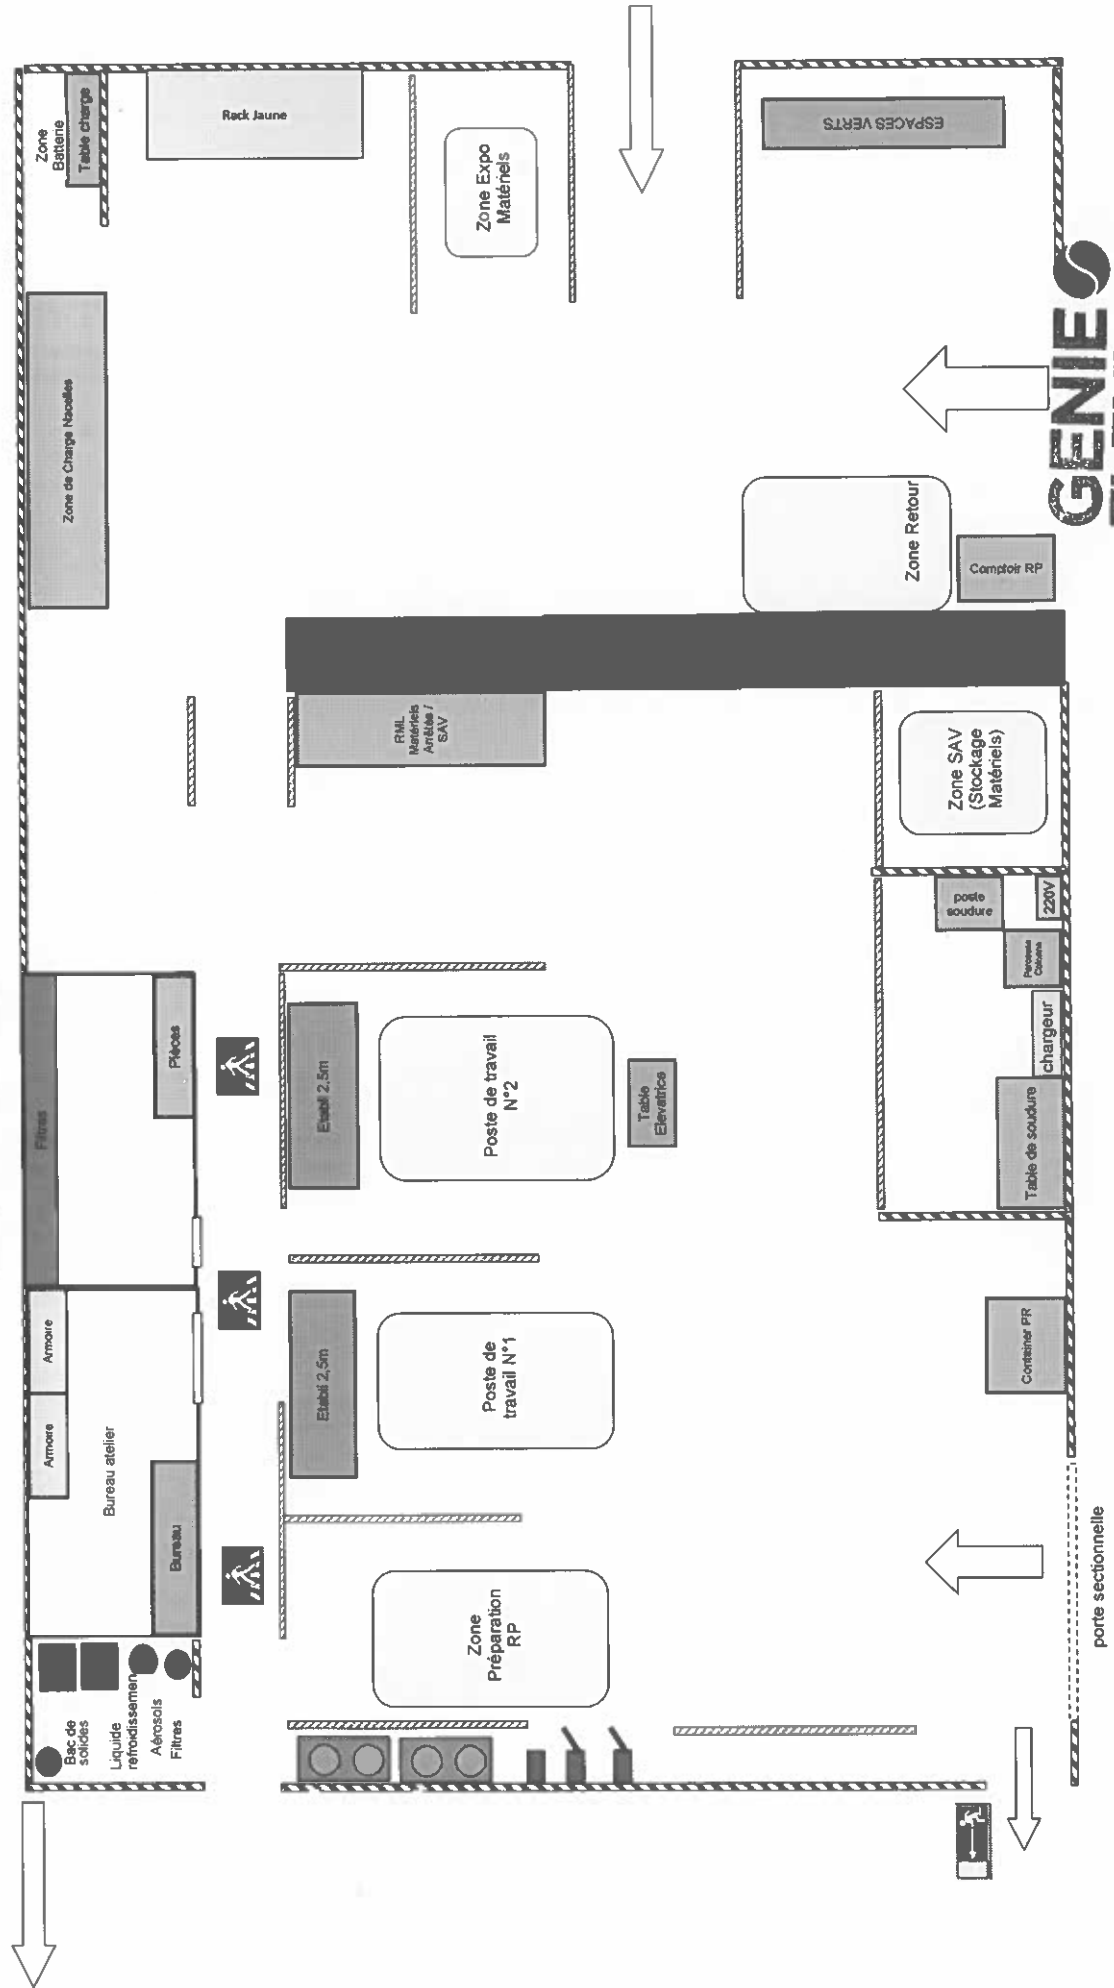 Zone
Batterie
Table charge
Rack Jaune
Zone Expo
Matériels
ESPACES VERTS
Zone de Charge Nacelles
GENIE
Zone Retour
Comptoir RP
RML
Matériels
Arrêtés /
SAV
Zone SAV
(Stockage
Matériels)
poste
soudure
220V
Perceuse
Colonne
chargeur
Table de soudure
Filtres
Pièces
Etabli 2,5m
Poste de travail
N°2
Table
Elevatrice
Armoire
Armoire
Bureau atelier
Bureau
Etabli 2,5m
Poste de
travail N°1
Container PR
Zone
Préparation
RP
Bac de
solides
Liquide
refroidissemen
Aérosols
Filtres
porte sectionnelle